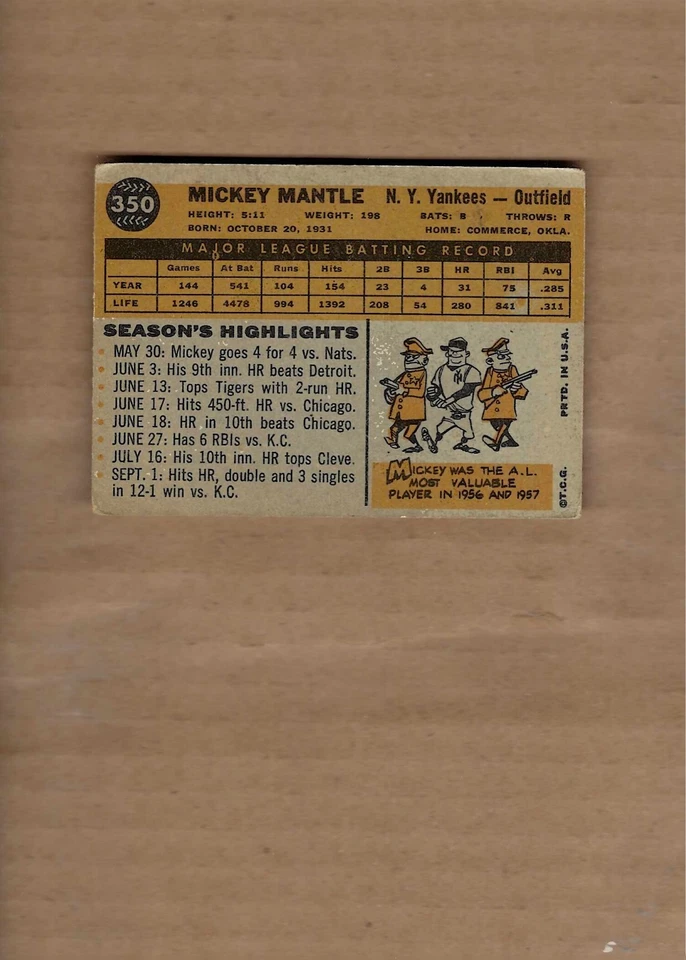 350
MICKEY MANTLE N. Y. Yankees — Outfield
HEIGHT: 5:11 WEIGHT: 198 BATS: B THROWS: R
BORN: OCTOBER 20, 1931 HOME: COMMERCE, OKLA.
MAJOR LEAGUE BATTING RECORD
Games At Bat Runs Hits 2B 3B HR RBI Avg
YEAR 144 541 104 154 23 4 31 75 .285
LIFE 1246 4478 994 1392 208 54 280 841 .311
SEASON'S HIGHLIGHTS
MAY 30: Mickey goes 4 for 4 vs. Nats.
JUNE 3: His 9th inn. HR beats Detroit.
JUNE 13: Tops Tigers with 2-run HR.
JUNE 17: Hits 450-ft. HR vs. Chicago.
JUNE 18: HR in 10th beats Chicago.
JUNE 27: Has 6 RBIs vs. K.C.
JULY 16: His 10th inn. HR tops Cleve.
SEPT. 1: Hits HR, double and 3 singles
in 12-1 win vs. K.C.
MICKEY WAS THE A.L.
MOST VALUABLE
PLAYER IN 1956 AND 1957
©T.C.G. PRTD. IN U.S.A.